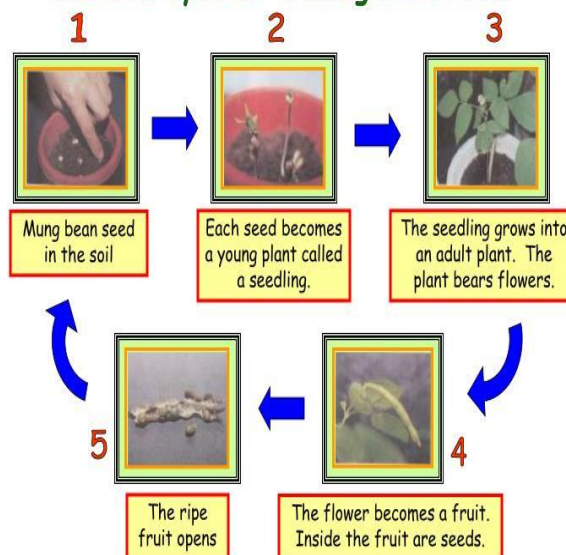 1
2
3
Mung bean seed
in the soil
Each seed becomes
a young plant called
a seedling.
The seedling grows into
an adult plant. The
plant bears flowers.
5
4
The ripe
fruit opens
The flower becomes a fruit.
Inside the fruit are seeds.